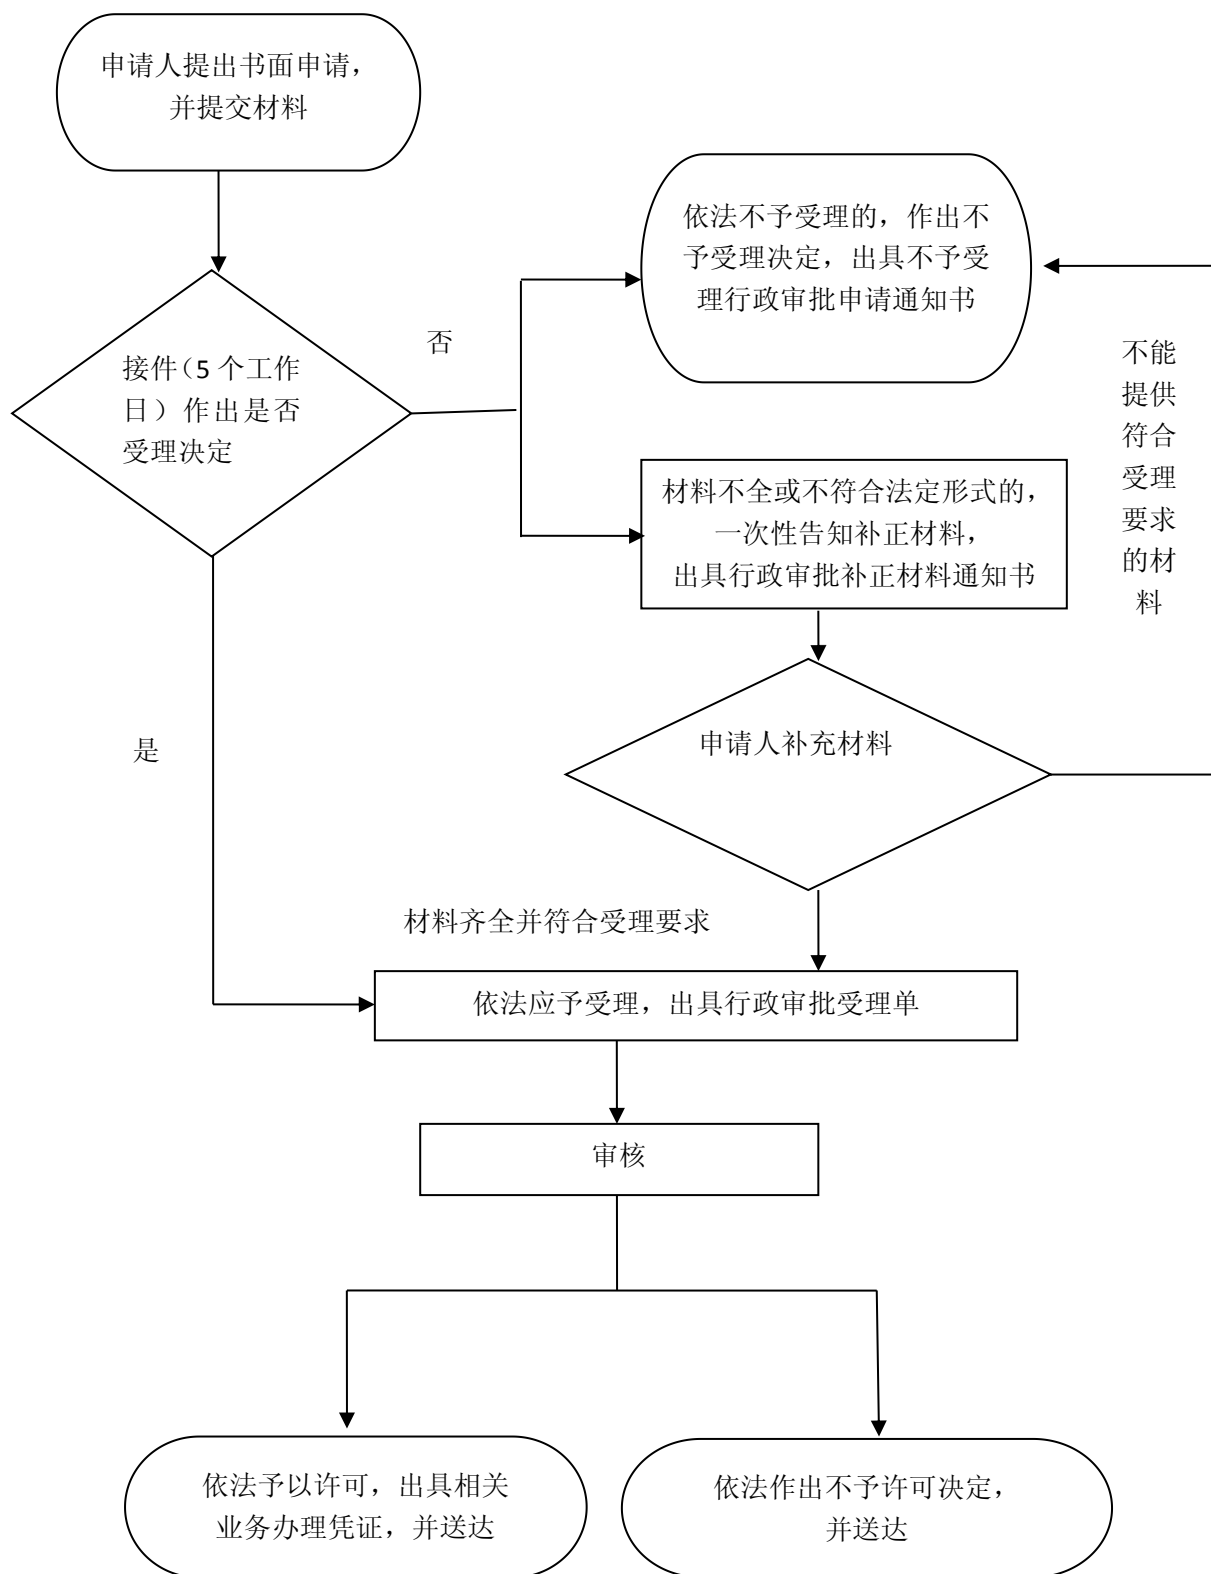 申请人提出书面申请，
并提交材料
依法不予受理的，作出不
予受理决定，出具不予受
理行政审批申请通知书
否
接件（5 个工作
日）作出是否
受理决定
不能
提供
符合
受理
要求
的材
料
材料不全或不符合法定形式的，
一次性告知补正材料，
出具行政审批补正材料通知书
申请人补充材料
是
材料齐全并符合受理要求
依法应予受理，出具行政审批受理单
审核
依法予以许可，出具相关
业务办理凭证，并送达
依法作出不予许可决定，
并送达